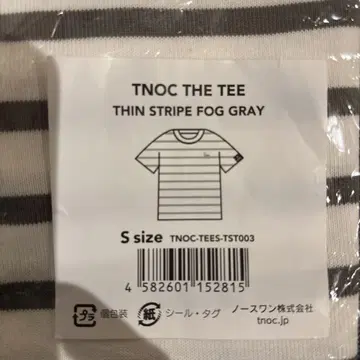 TNOC THE TEE
THIN STRIPE FOG GRAY
S size TNOC-TEES-TST003
4 582601 152815
プラ 個包装 紙 シール・タグ ノースワン株式会社
tnoc.jp